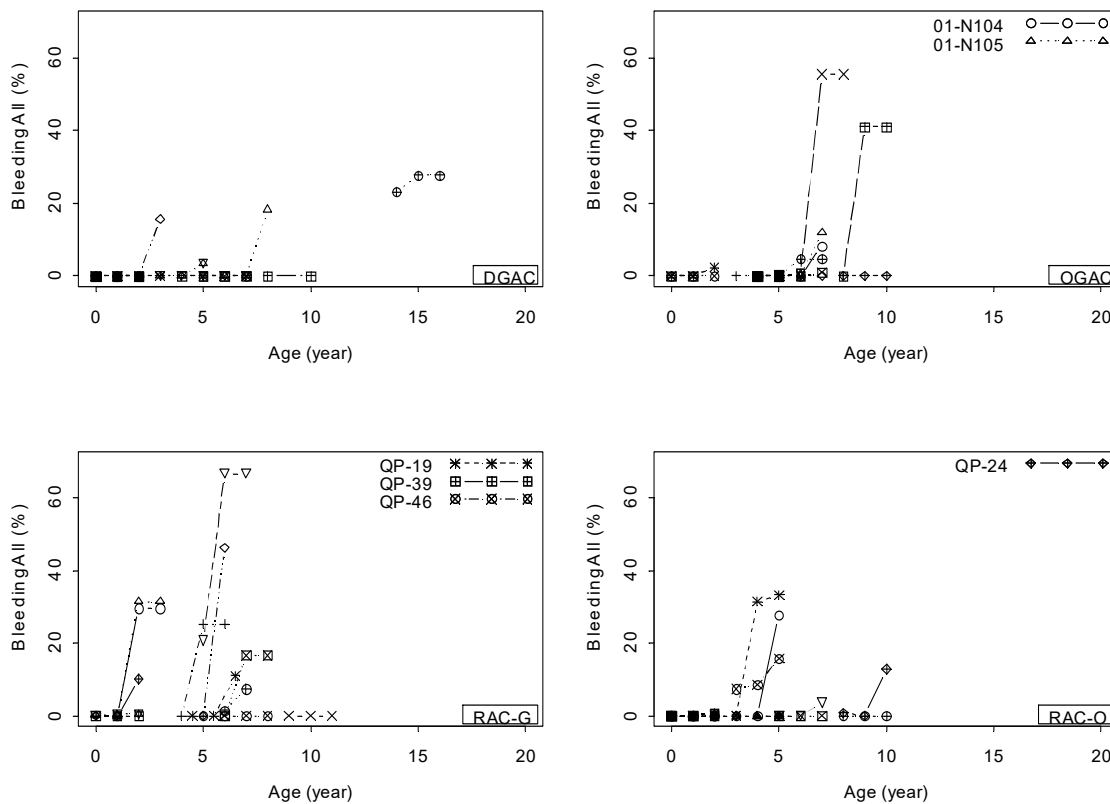 60
40
20
0
BleedingAll (%)
DGAC
0 5 10 15 20
Age (year)
01-N104
01-N105
60
40
20
0
BleedingAll (%)
OGAC
0 5 10 15 20
Age (year)
QP-19
QP-39
QP-46
60
40
20
0
BleedingAll (%)
RAC-G
0 5 10 15 20
Age (year)
QP-24
60
40
20
0
BleedingAll (%)
RAC-O
0 5 10 15 20
Age (year)